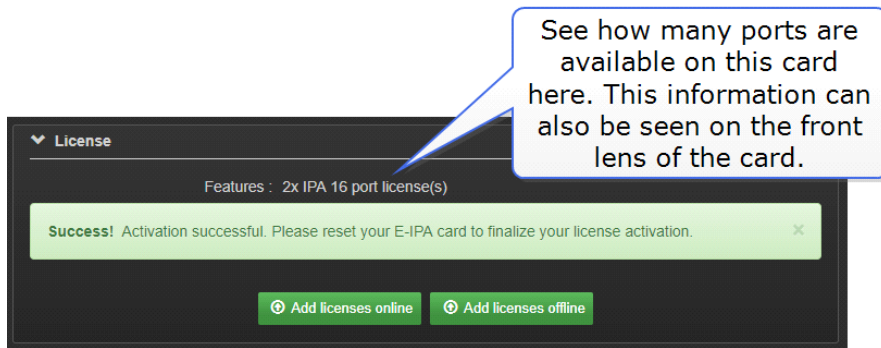 See how many ports are
available on this card
here. This information can
also be seen on the front
lens of the card.
License
Features : 2x IPA 16 port license(s)
Success! Activation successful. Please reset your E-IPA card to finalize your license activation. ×
Add licenses online Add licenses offline